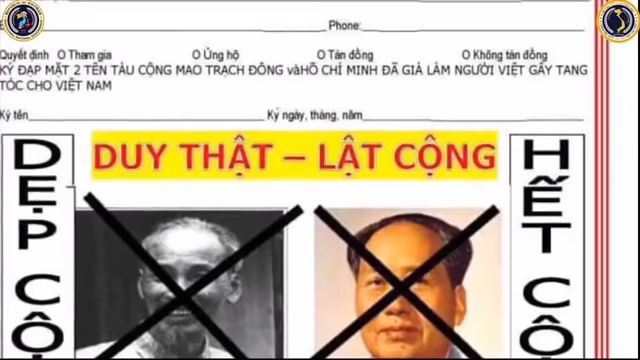 Phone:
Quyết định O Tham gia O Ủng hộ O Tán đồng O Không tán đồng
KÝ ĐẠP MẶT 2 TÊN TÀU CỘNG MAO TRẠCH ĐÔNG vàHỒ CHÍ MINH ĐÃ GIẢ LÀM NGƯỜI VIỆT GÂY TANG
TÓC CHO VIỆT NAM
Ký tên Ký ngày, tháng, năm
DUY THẬT – LẬT CỘNG
DẸP CỘ
HẾT CÔ